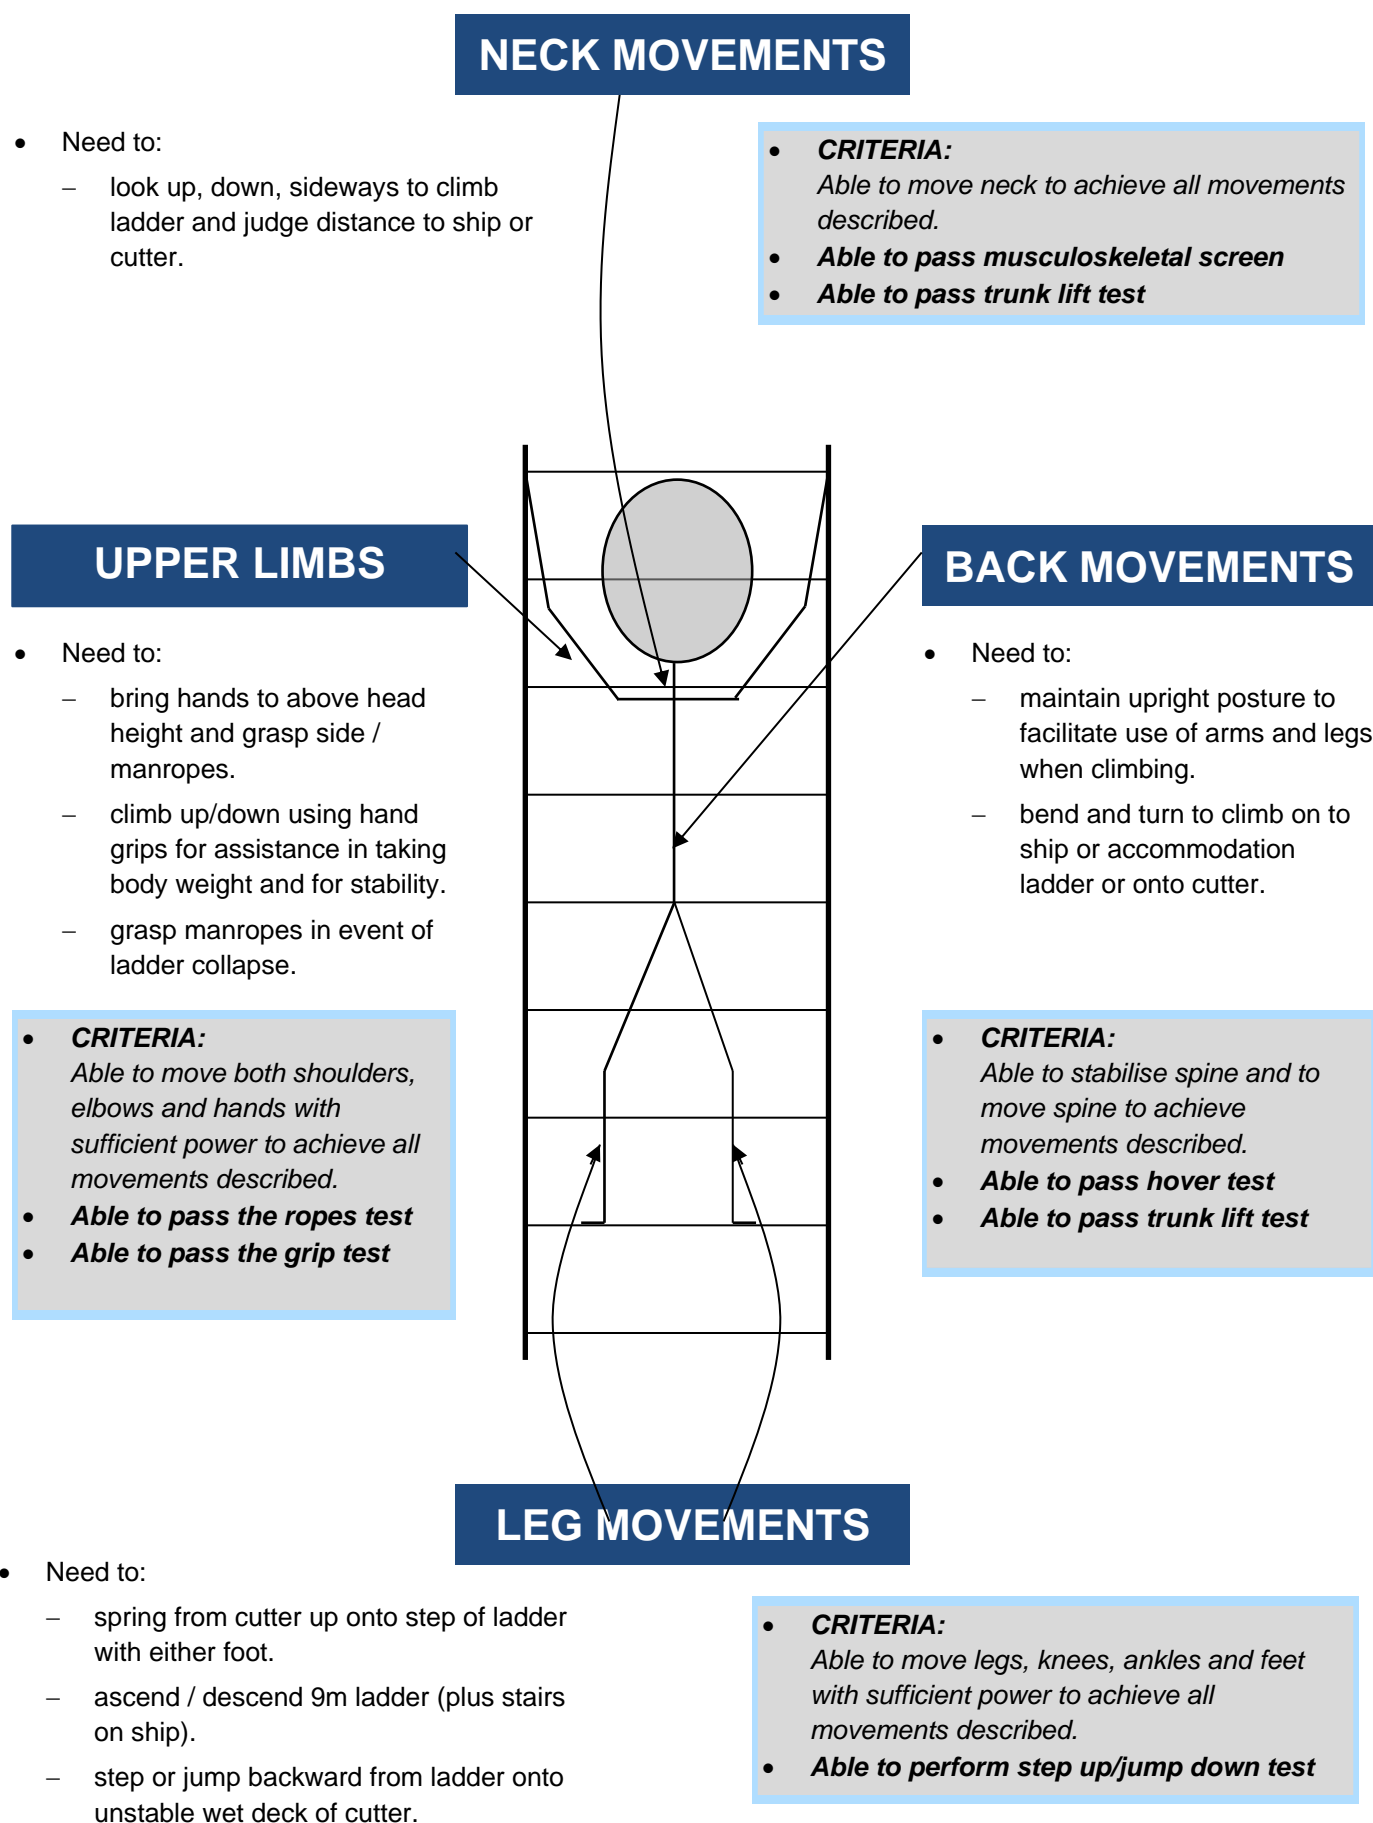 NECK MOVEMENTS
• Need to:
– look up, down, sideways to climb
ladder and judge distance to ship or
cutter.
• CRITERIA:
Able to move neck to achieve all movements
described.
• Able to pass musculoskeletal screen
• Able to pass trunk lift test
UPPER LIMBS
• Need to:
– bring hands to above head
height and grasp side /
manropes.
– climb up/down using hand
grips for assistance in taking
body weight and for stability.
– grasp manropes in event of
ladder collapse.
• CRITERIA:
Able to move both shoulders,
elbows and hands with
sufficient power to achieve all
movements described.
• Able to pass the ropes test
• Able to pass the grip test
BACK MOVEMENTS
• Need to:
– maintain upright posture to
facilitate use of arms and legs
when climbing.
– bend and turn to climb on to
ship or accommodation
ladder or onto cutter.
• CRITERIA:
Able to stabilise spine and to
move spine to achieve
movements described.
• Able to pass hover test
• Able to pass trunk lift test
LEG MOVEMENTS
• Need to:
– spring from cutter up onto step of ladder
with either foot.
– ascend / descend 9m ladder (plus stairs
on ship).
– step or jump backward from ladder onto
unstable wet deck of cutter.
• CRITERIA:
Able to move legs, knees, ankles and feet
with sufficient power to achieve all
movements described.
• Able to perform step up/jump down test